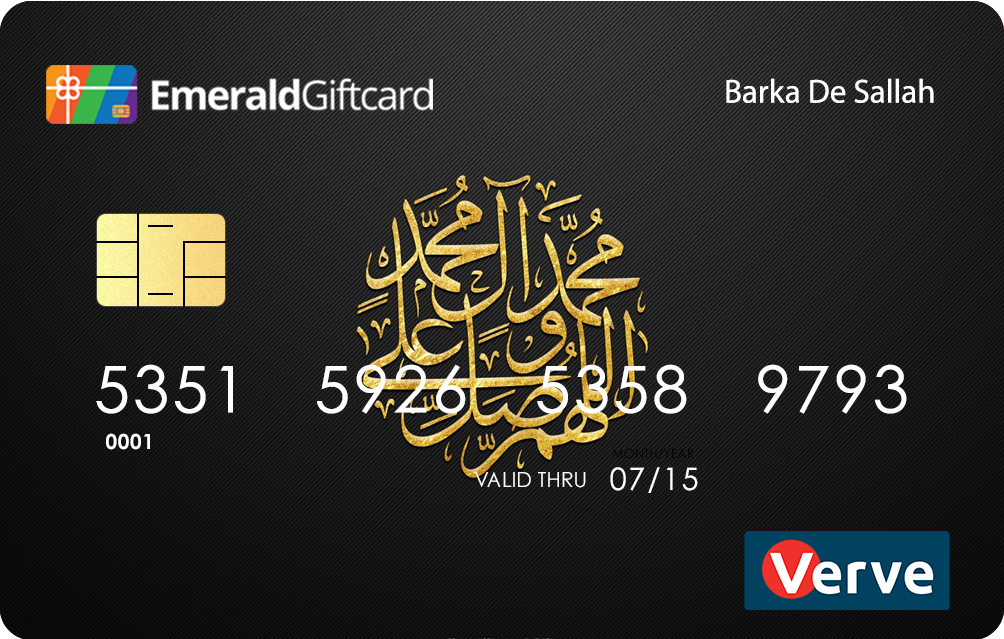 EmeraldGiftcard
Barka De Sallah
اللهم صل على محمد وآل محمد
5351 5926 5358 9793
0001
MONTH/YEAR
VALID THRU 07/15
Verve